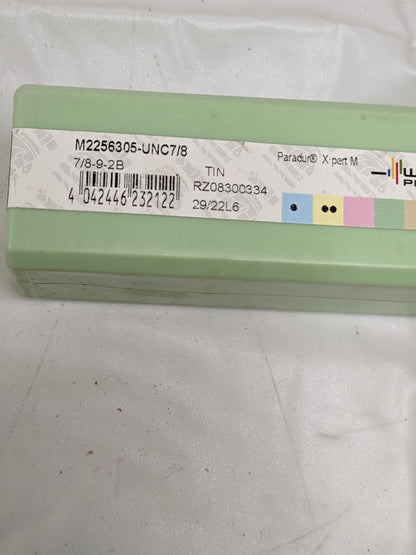 M2256305-UNC7/8
7/8-9-2B
4 042446 232122
TIN
RZ08300334
29/22L6
Paradur® X·pert M